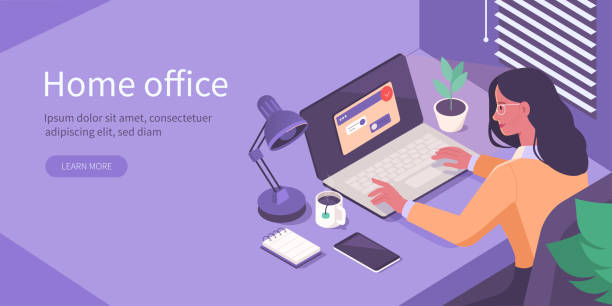 Home office
Ipsum dolor sit amet, consectetuer
adipiscing elit, sed diam
LEARN MORE